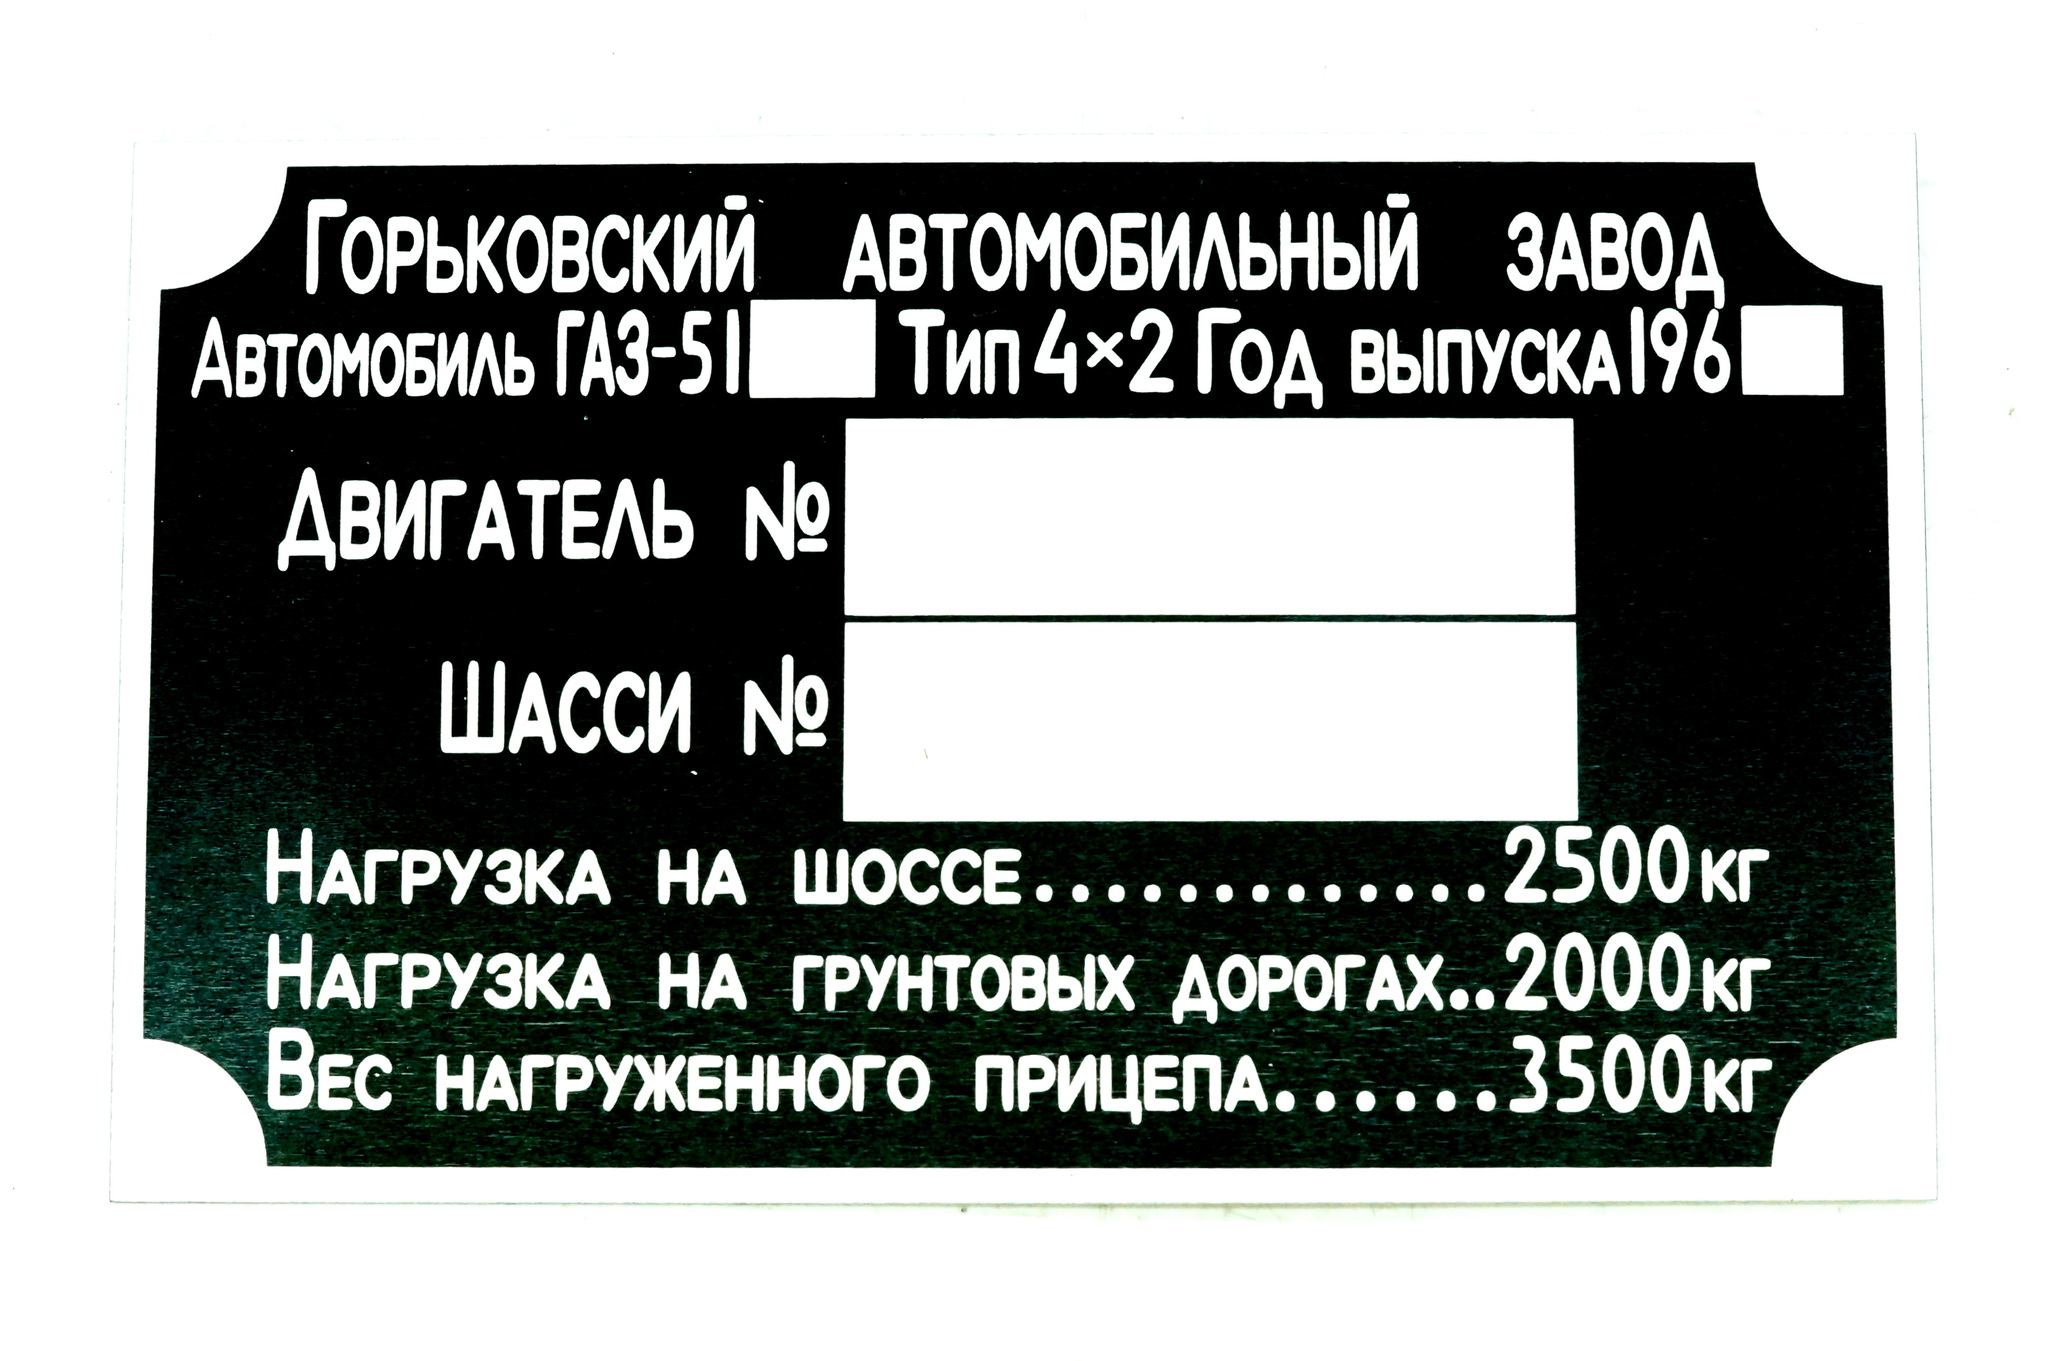 Горьковский автомобильный завод
Автомобиль ГАЗ-51 Тип 4×2 Год выпуска 196
Двигатель №
Шасси №
Нагрузка на шоссе.............2500кг
Нагрузка на грунтовых дорогах..2000кг
Вес нагруженного прицепа......3500кг